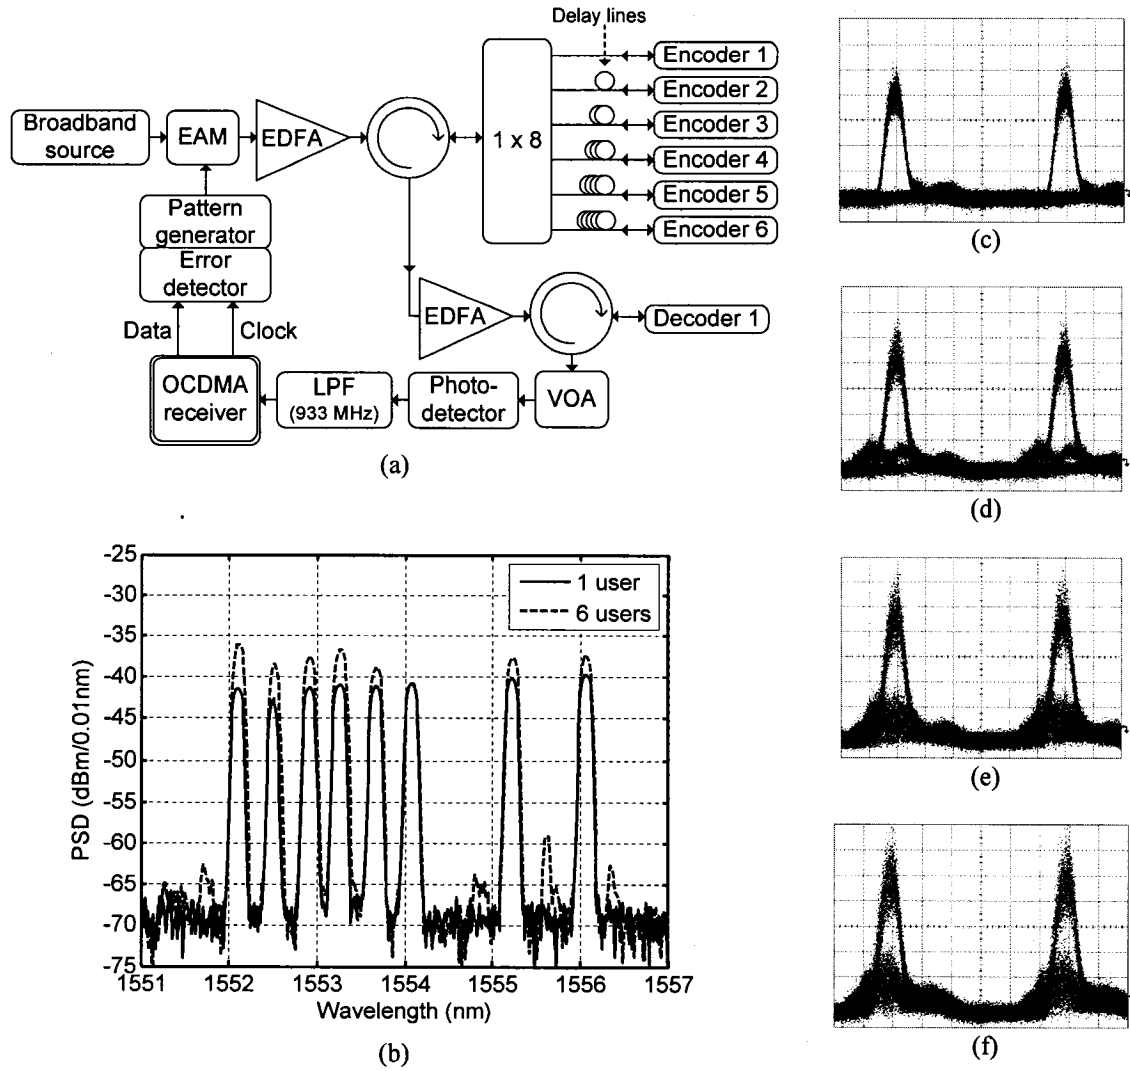 Delay lines
Encoder 1
Encoder 2
Encoder 3
Encoder 4
Encoder 5
Encoder 6
1 x 8
Broadband
source
EAM
EDFA
Pattern
generator
Error
detector
Data
Clock
EDFA
Decoder 1
OCDMA
receiver
LPF
(933 MHz)
Photo-
detector
VOA
(a)
(c)
(d)
(e)
(f)
-25
-30
-35
-40
-45
-50
-55
-60
-65
-70
-75
PSD (dBm/0.01nm)
1 user
6 users
1551 1552 1553 1554 1555 1556 1557
Wavelength (nm)
(b)